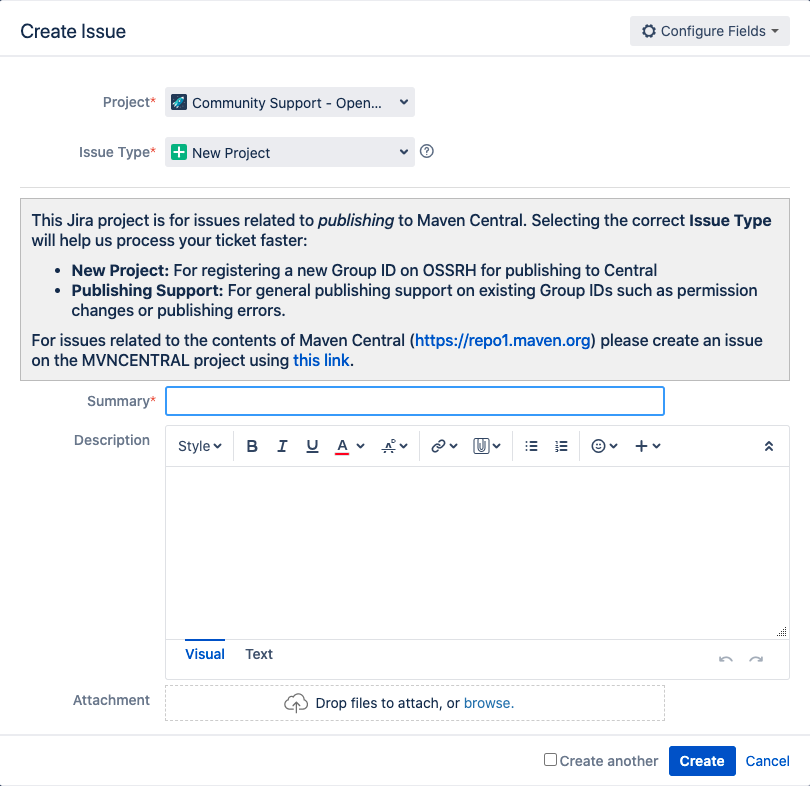 Create Issue
Configure Fields
Project*
Community Support - Open...
Issue Type*
New Project
This Jira project is for issues related to publishing to Maven Central. Selecting the correct Issue Type
will help us process your ticket faster:
• New Project: For registering a new Group ID on OSSRH for publishing to Central
• Publishing Support: For general publishing support on existing Group IDs such as permission
changes or publishing errors.
For issues related to the contents of Maven Central (https://repo1.maven.org) please create an issue
on the MVNCENTRAL project using this link.
Summary*
Description
Style B I U A
Visual Text
Attachment
Drop files to attach, or browse.
Create another Create Cancel